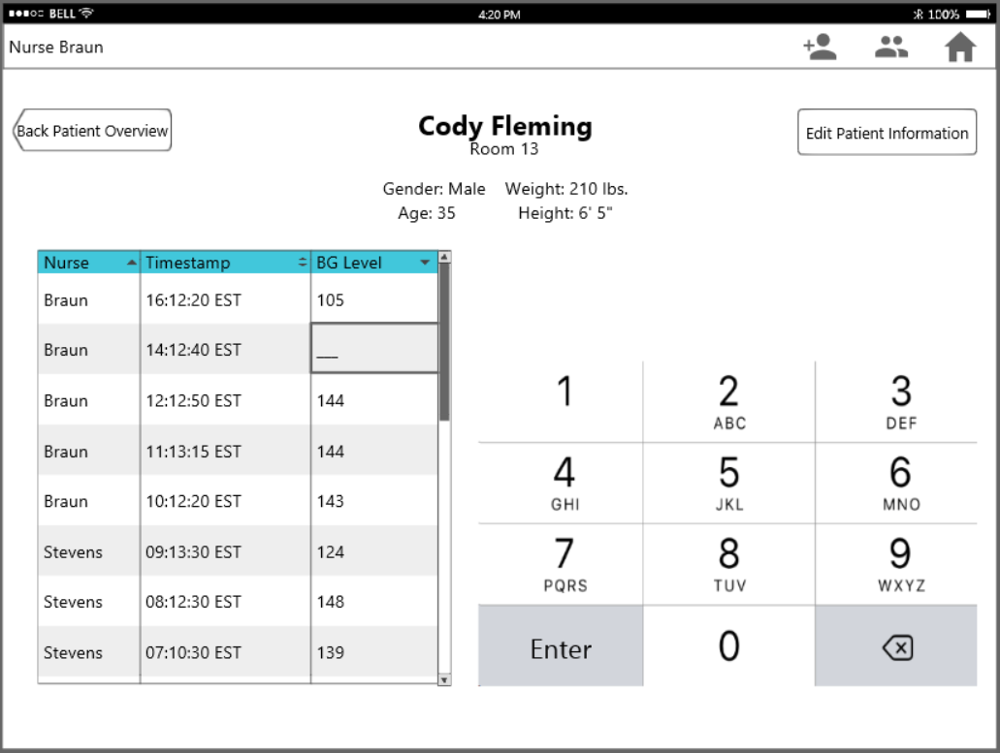 BELL 4:20 PM 100%
Nurse Braun
Back Patient Overview
Cody Fleming
Room 13
Edit Patient Information
Gender: Male Weight: 210 lbs.
Age: 35 Height: 6' 5"
Nurse Timestamp BG Level
Braun 16:12:20 EST 105
Braun 14:12:40 EST ___
Braun 12:12:50 EST 144
Braun 11:13:15 EST 144
Braun 10:12:20 EST 143
Stevens 09:13:30 EST 124
Stevens 08:12:30 EST 148
Stevens 07:10:30 EST 139
1 2 3
ABC DEF
4 5 6
GHI JKL MNO
7 8 9
PQRS TUV WXYZ
Enter 0